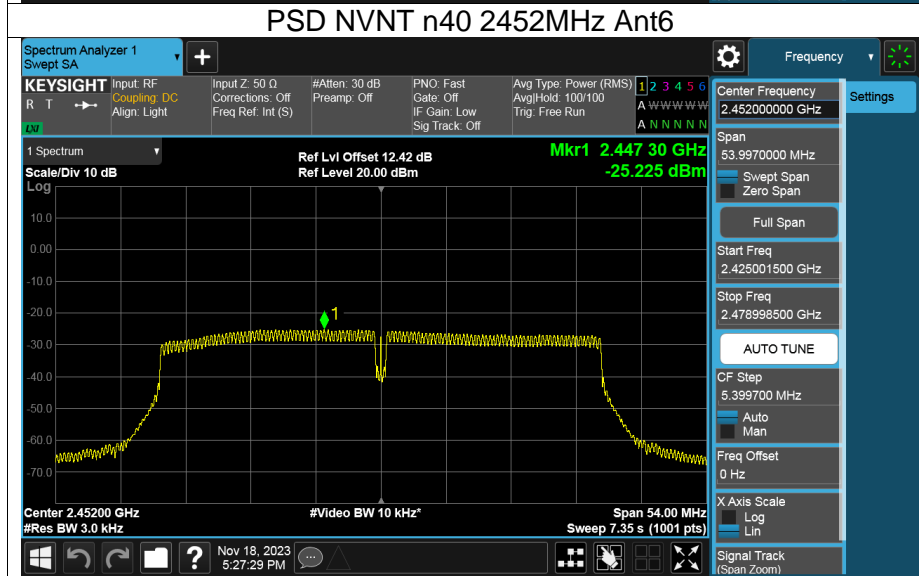 PSD NVNT n40 2452MHz Ant6
Spectrum Analyzer 1
Swept SA
+
Frequency
KEYSIGHT
R T
LXI
Input: RF
Coupling: DC
Align: Light
Input Z: 50 Ω
Corrections: Off
Freq Ref: Int (S)
#Atten: 30 dB
Preamp: Off
PNO: Fast
Gate: Off
IF Gain: Low
Sig Track: Off
Avg Type: Power (RMS)
Avg|Hold: 100/100
Trig: Free Run
1 2 3 4 5 6
A W W W W W
A N N N N N
1 Spectrum
Scale/Div 10 dB
Log
Ref Lvl Offset 12.42 dB
Ref Level 20.00 dBm
Mkr1 2.447 30 GHz
-25.225 dBm
10.0
0.00
-10.0
-20.0
-30.0
-40.0
-50.0
-60.0
-70.0
1
Center 2.45200 GHz
#Res BW 3.0 kHz
#Video BW 10 kHz*
Span 54.00 MHz
Sweep 7.35 s (1001 pts)
?
Nov 18, 2023
5:27:29 PM
Center Frequency
2.452000000 GHz
Settings
Span
53.9970000 MHz
Swept Span
Zero Span
Full Span
Start Freq
2.425001500 GHz
Stop Freq
2.478998500 GHz
AUTO TUNE
CF Step
5.399700 MHz
Auto
Man
Freq Offset
0 Hz
X Axis Scale
Log
Lin
Signal Track
(Span Zoom)